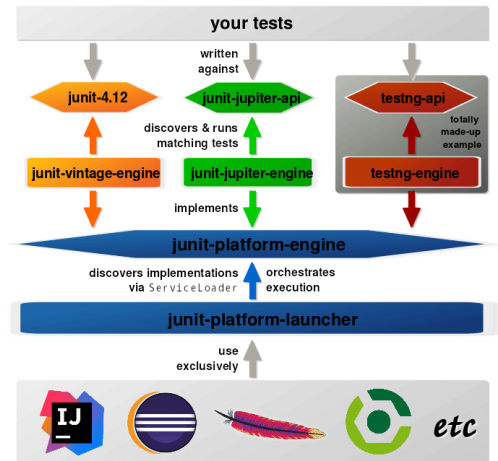 your tests
written
against
junit-4.12
junit-jupiter-api
testng-api
discovers & runs
matching tests
totally
made-up
example
junit-vintage-engine
junit-jupiter-engine
testng-engine
implements
junit-platform-engine
discovers implementations
via ServiceLoader
orchestrates
execution
junit-platform-launcher
use
exclusively
IJ
etc